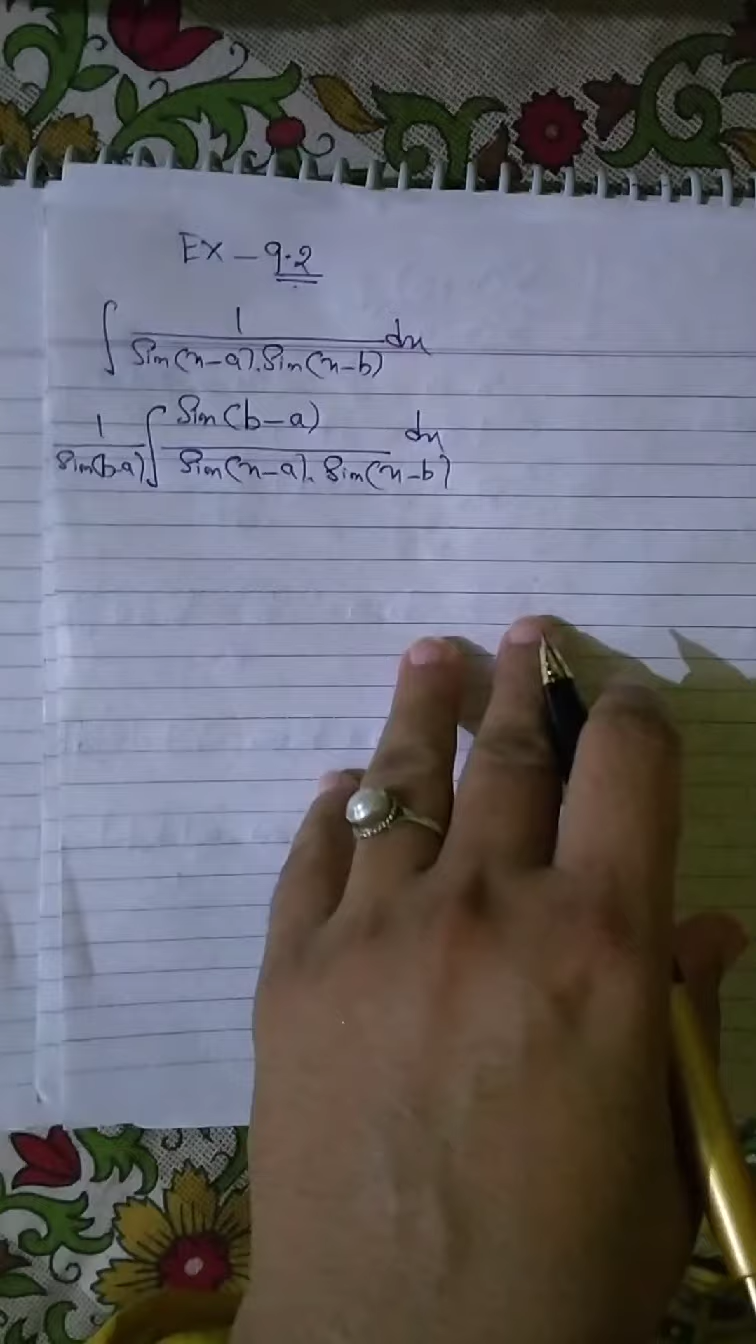 Ex - 9.2
∫ 1 / Sin(x-a).Sin(x-b) dx
1 / Sin(b-a) ∫ Sin(b-a) / Sin(x-a).Sin(x-b) dx